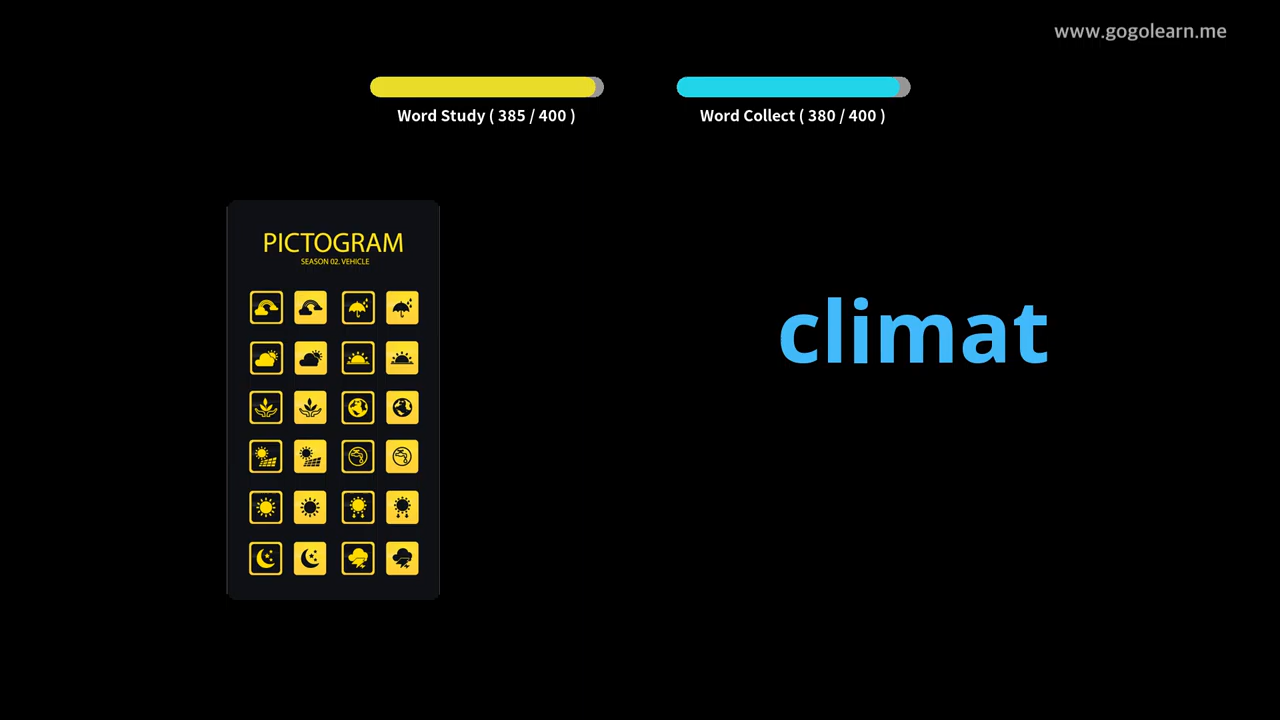 www.gogolearn.me
Word Study ( 385 / 400 )
Word Collect ( 380 / 400 )
PICTOGRAM
SEASON 02. VEHICLE
climat